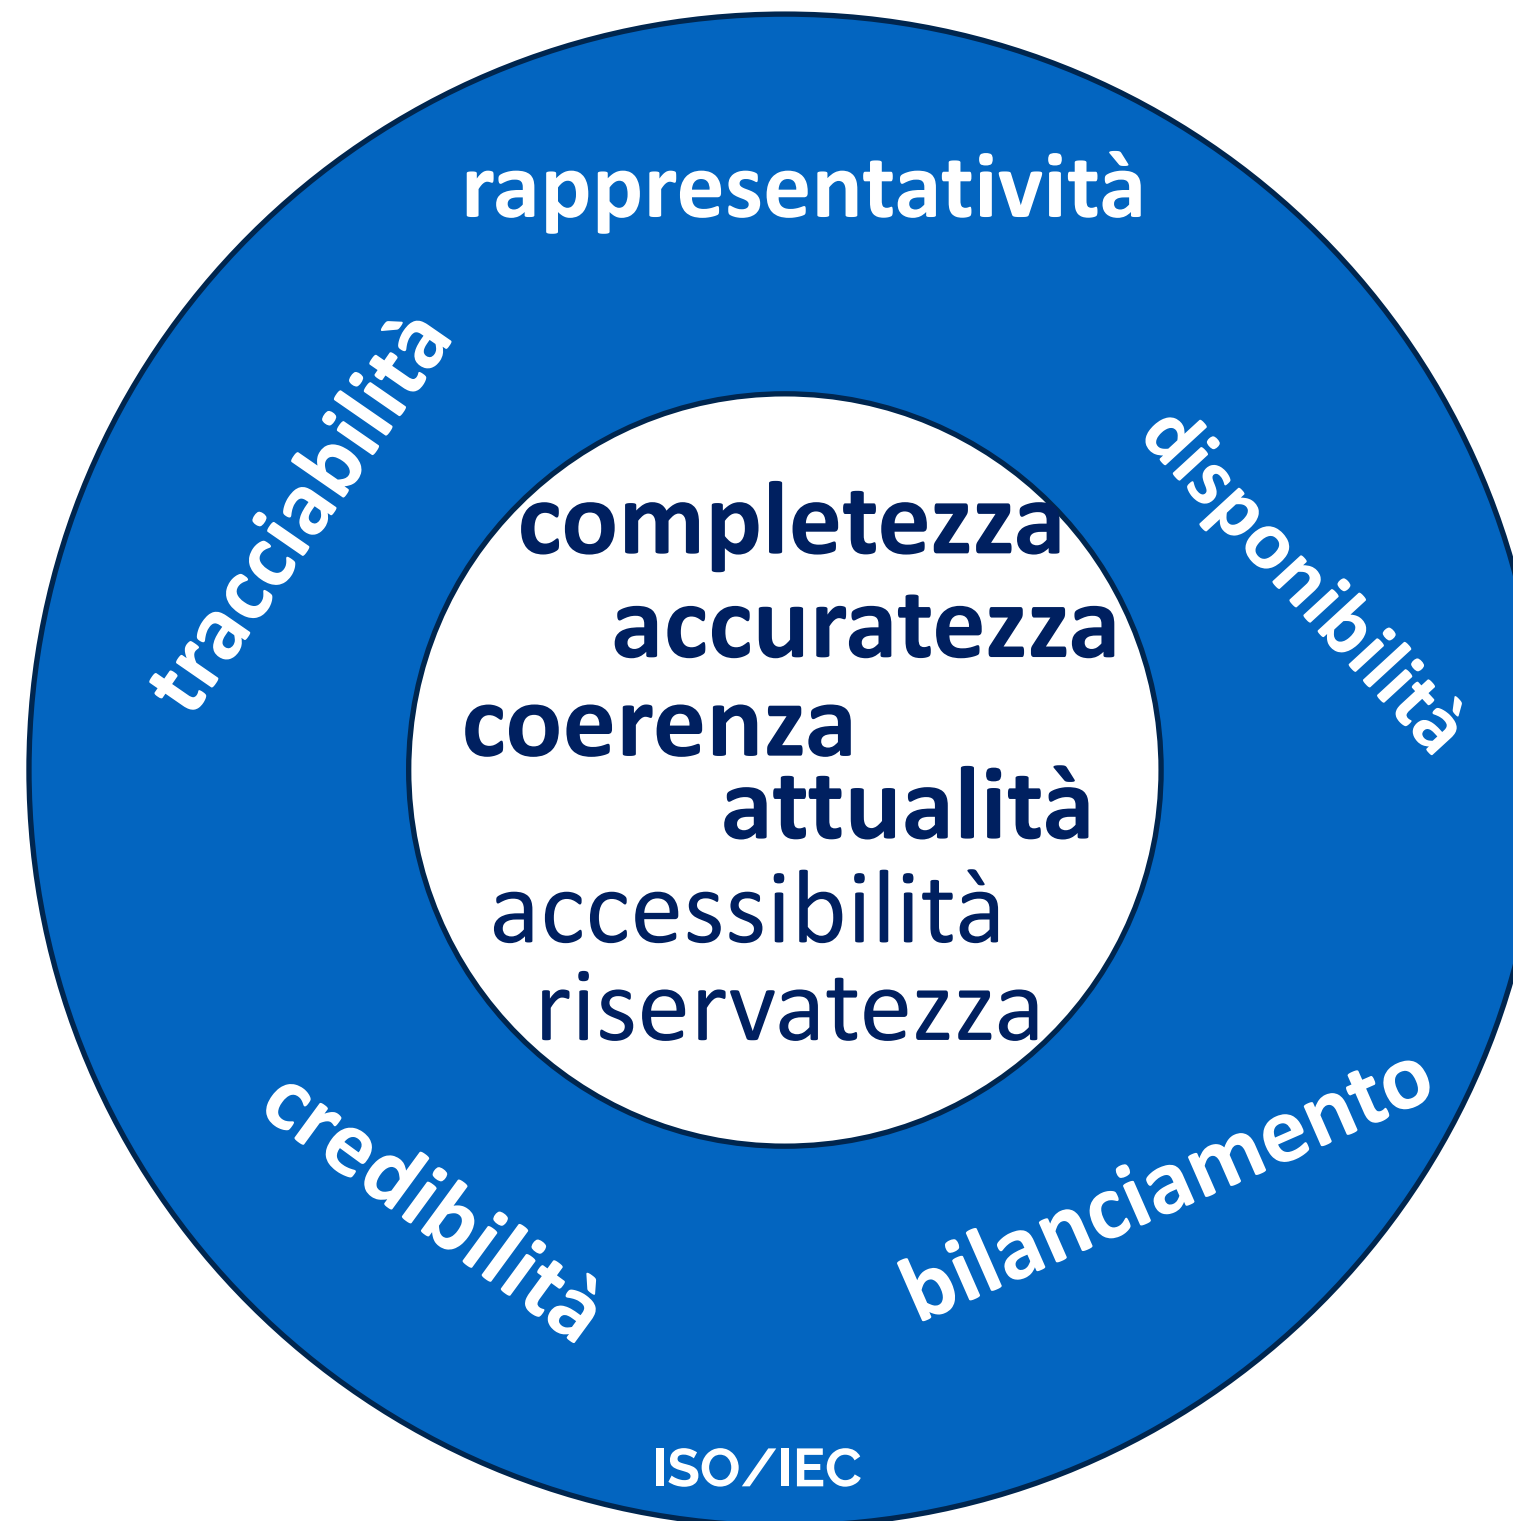 rappresentatività
tracciabilità
disponibilità
completezza
accuratezza
coerenza
attualità
accessibilità
riservatezza
credibilità
bilanciamento
ISO/IEC